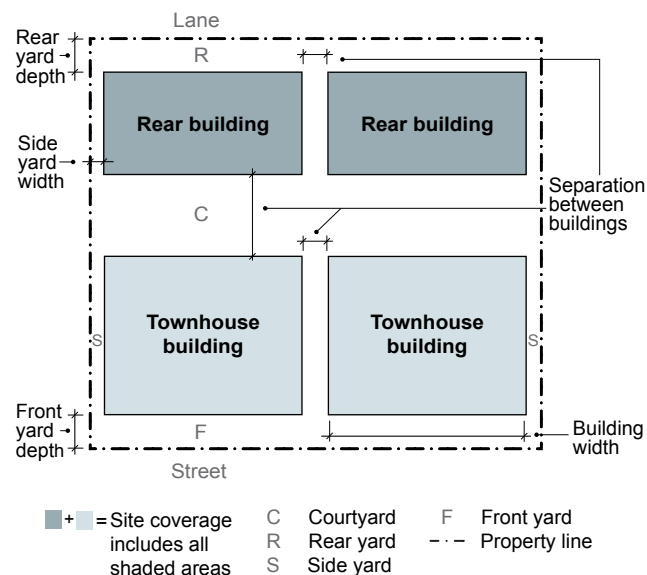 Lane
Rear
yard
depth
R
Rear building
Rear building
Side
yard
width
Separation
between
buildings
C
Townhouse
building
Townhouse
building
S
S
Front
yard
depth
F
Building
width
Street
+ = Site coverage
includes all
shaded areas
C Courtyard
R Rear yard
S Side yard
F Front yard
Property line